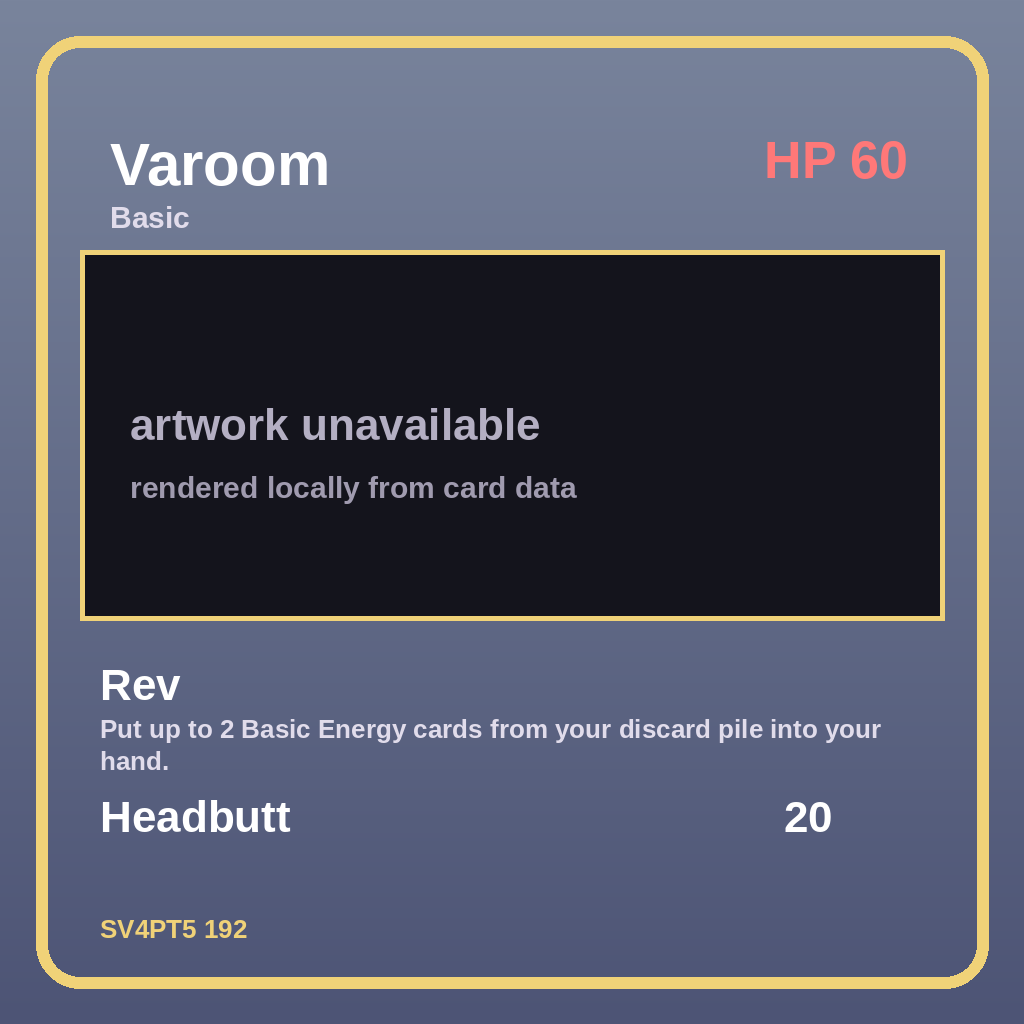 Varoom
HP 60
Basic
artwork unavailable
rendered locally from card data
Rev
Put up to 2 Basic Energy cards from your discard pile into your
hand.
Headbutt 20
SV4PT5 192